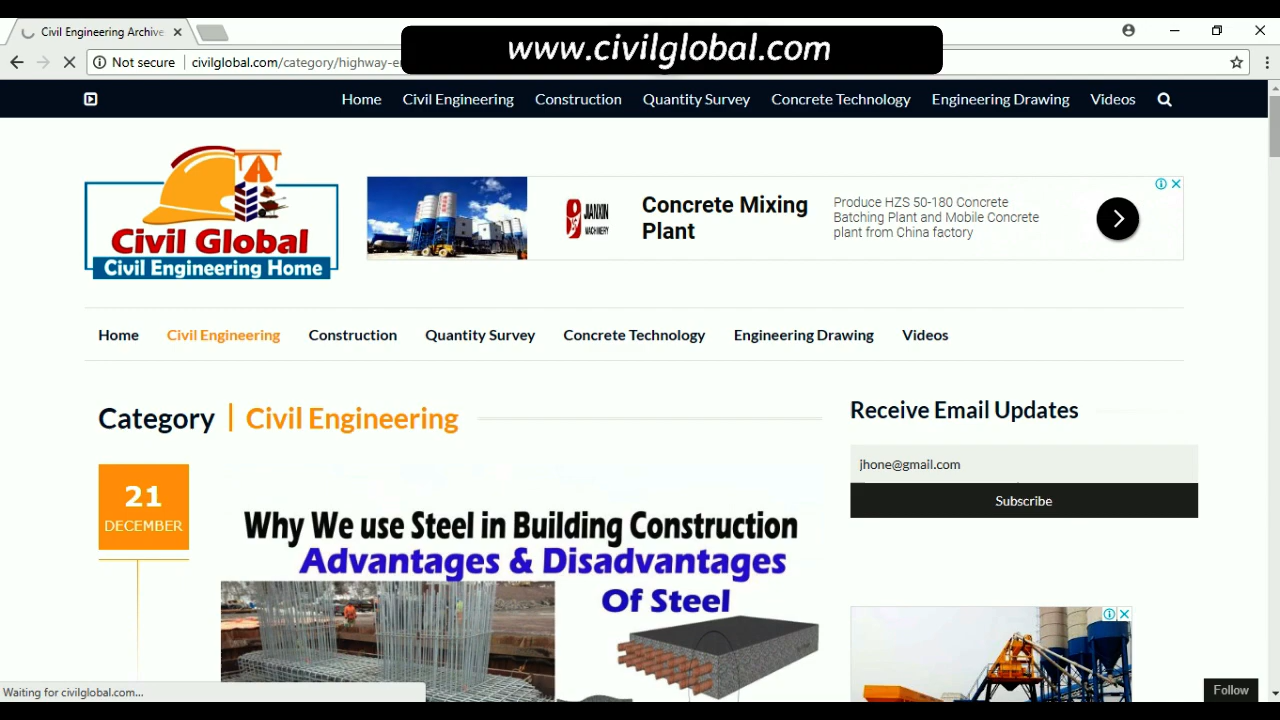 Civil Engineering Archive
www.civilglobal.com
Not secure
civilglobal.com/category/highway-e
Home Civil Engineering Construction Quantity Survey Concrete Technology Engineering Drawing Videos
Civil Global
Civil Engineering Home
JIANXIN
MACHINERY
Concrete Mixing
Plant
Produce HZS 50-180 Concrete
Batching Plant and Mobile Concrete
plant from China factory
Home Civil Engineering Construction Quantity Survey Concrete Technology Engineering Drawing Videos
Category Civil Engineering
Receive Email Updates
jhone@gmail.com
Subscribe
21
DECEMBER
Why We use Steel in Building Construction
Advantages & Disadvantages
Of Steel
Waiting for civilglobal.com...
Follow